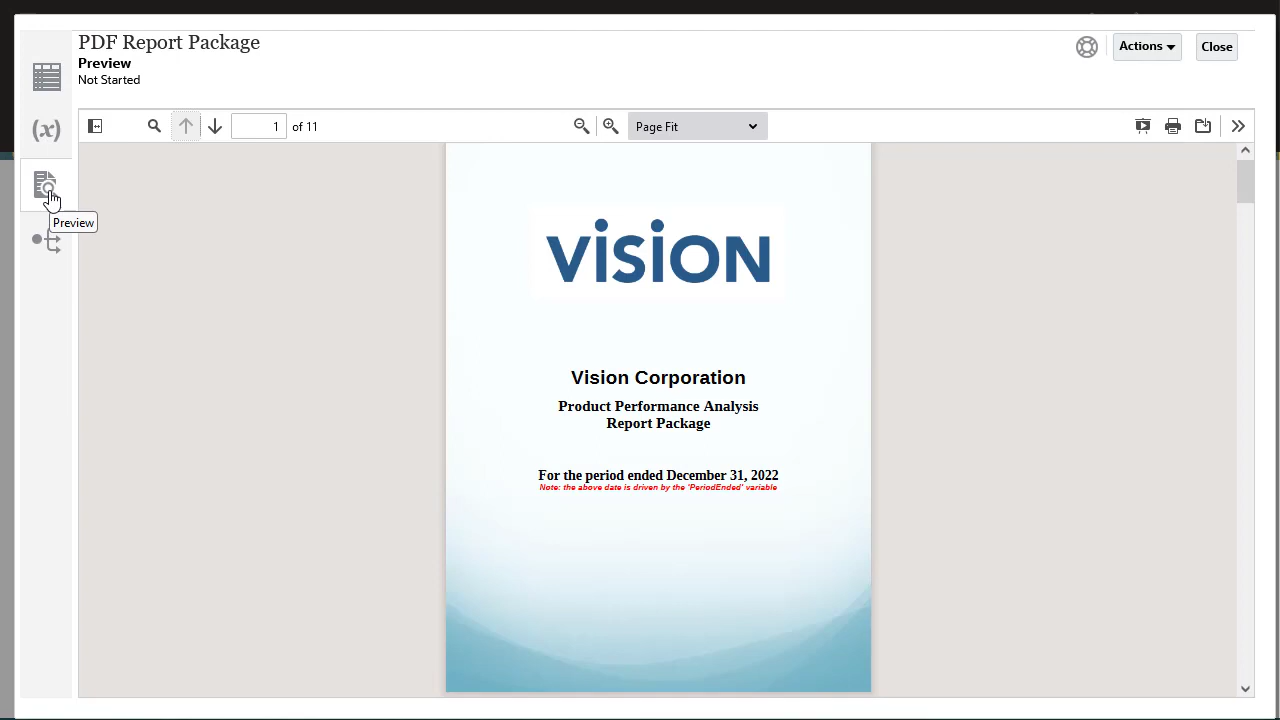 PDF Report Package
Preview
Not Started
Actions
Close
(x)
1 of 11
Page Fit
Preview
VISION
Vision Corporation
Product Performance Analysis
Report Package
For the period ended December 31, 2022
Note: the above date is driven by the 'PeriodEnded' variable